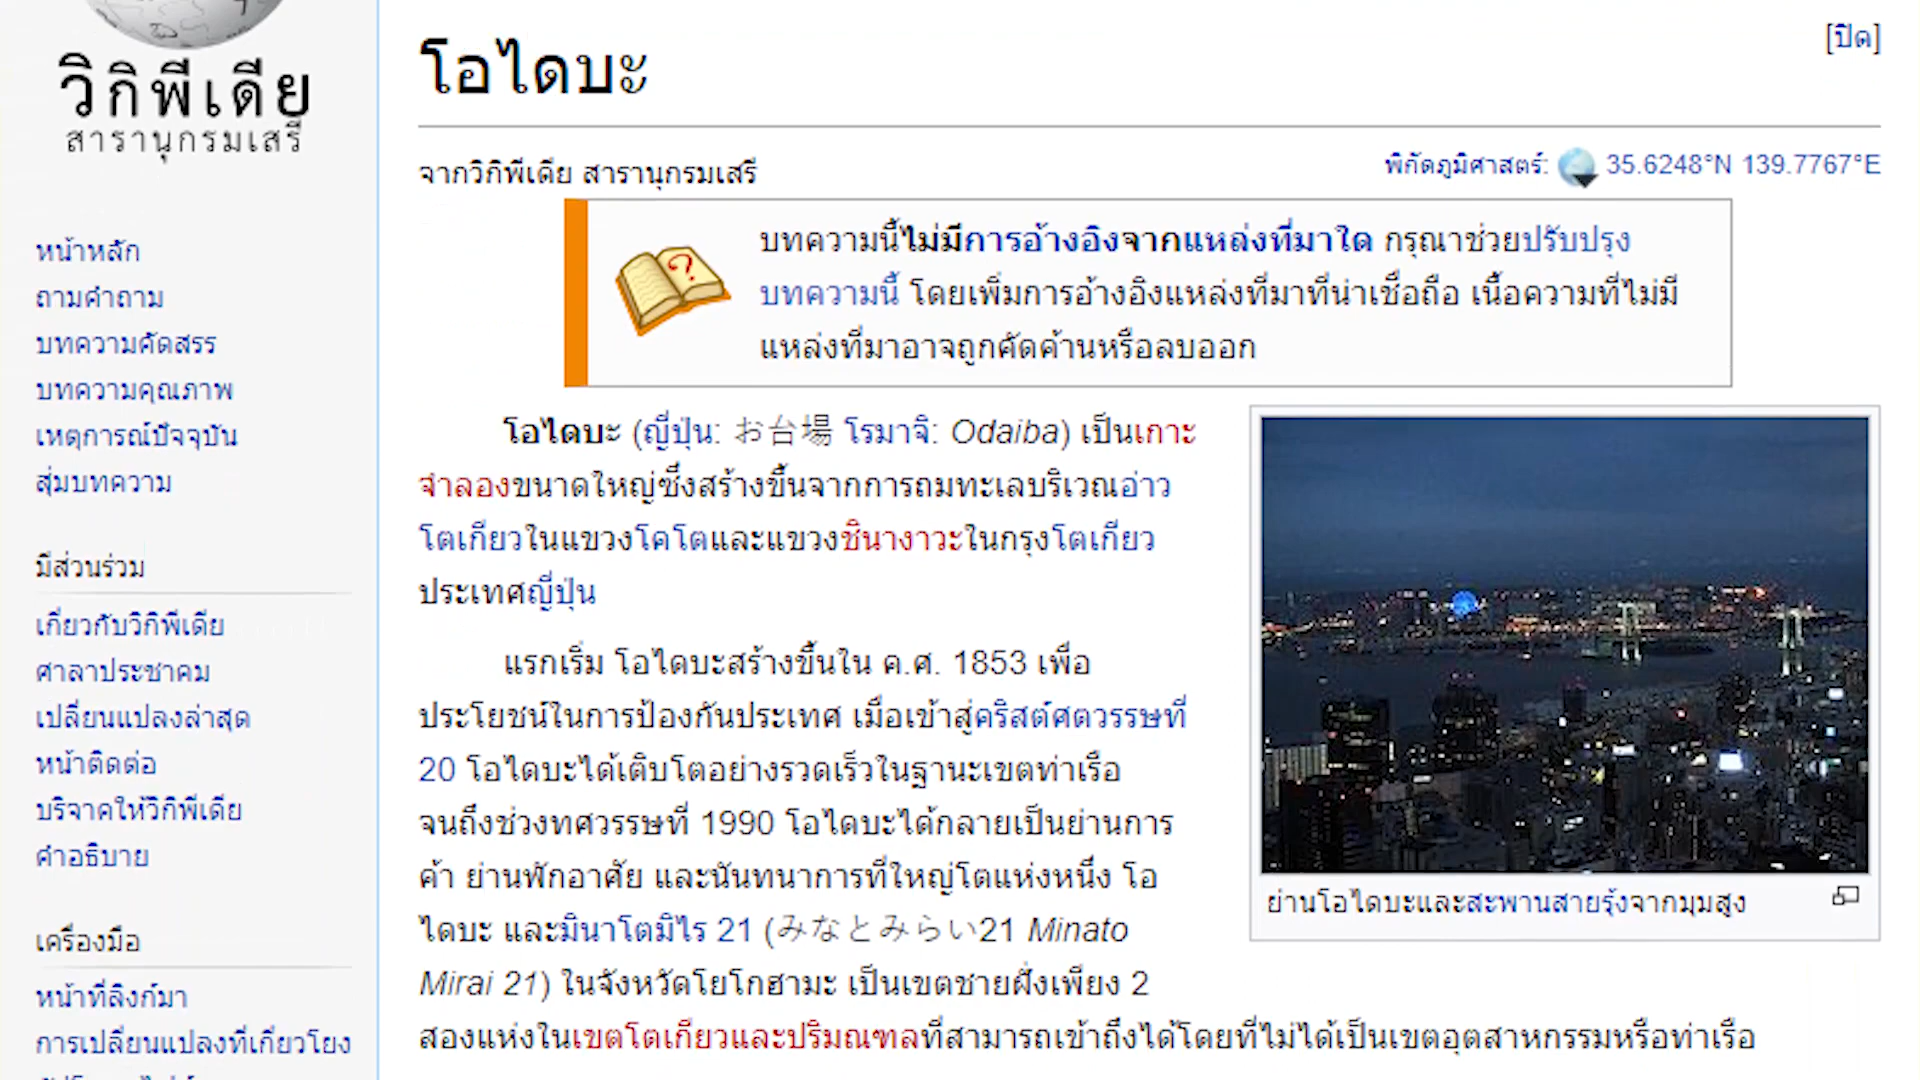 วิกิพีเดีย
สารานุกรมเสรี
หน้าหลัก
ถามคำถาม
บทความคัดสรร
บทความคุณภาพ
เหตุการณ์ปัจจุบัน
สุ่มบทความ
มีส่วนร่วม
เกี่ยวกับวิกิพีเดีย
ศาลาประชาคม
เปลี่ยนแปลงล่าสุด
หน้าติดต่อ
บริจาคให้วิกิพีเดีย
คำอธิบาย
เครื่องมือ
หน้าที่ลิงก์มา
การเปลี่ยนแปลงที่เกี่ยวโยง
[ปิด]
โอไดบะ
จากวิกิพีเดีย สารานุกรมเสรี
พิกัดภูมิศาสตร์: 35.6248°N 139.7767°E
บทความนี้ไม่มีการอ้างอิงจากแหล่งที่มาใด กรุณาช่วยปรับปรุง
บทความนี้ โดยเพิ่มการอ้างอิงแหล่งที่มาที่น่าเชื่อถือ เนื้อความที่ไม่มี
แหล่งที่มาอาจถูกคัดค้านหรือลบออก
โอไดบะ (ญี่ปุ่น: お台場 โรมาจิ: Odaiba) เป็นเกาะ
จำลองขนาดใหญ่ซึ่งสร้างขึ้นจากการถมทะเลบริเวณอ่าว
โตเกียวในแขวงโคโตและแขวงชินางาวะในกรุงโตเกียว
ประเทศญี่ปุ่น
แรกเริ่ม โอไดบะสร้างขึ้นใน ค.ศ. 1853 เพื่อ
ประโยชน์ในการป้องกันประเทศ เมื่อเข้าสู่คริสต์ศตวรรษที่
20 โอไดบะได้เติบโตอย่างรวดเร็วในฐานะเขตท่าเรือ
จนถึงช่วงทศวรรษที่ 1990 โอไดบะได้กลายเป็นย่านการ
ค้า ย่านพักอาศัย และนันทนาการที่ใหญ่โตแห่งหนึ่ง โอ
ไดบะ และมินาโตมิไร 21 (みなとみらい21 Minato
Mirai 21) ในจังหวัดโยโกฮามะ เป็นเขตชายฝั่งเพียง 2
สองแห่งในเขตโตเกียวและปริมณฑลที่สามารถเข้าถึงได้โดยที่ไม่ได้เป็นเขตอุตสาหกรรมหรือท่าเรือ
ย่านโอไดบะและสะพานสายรุ้งจากมุมสูง